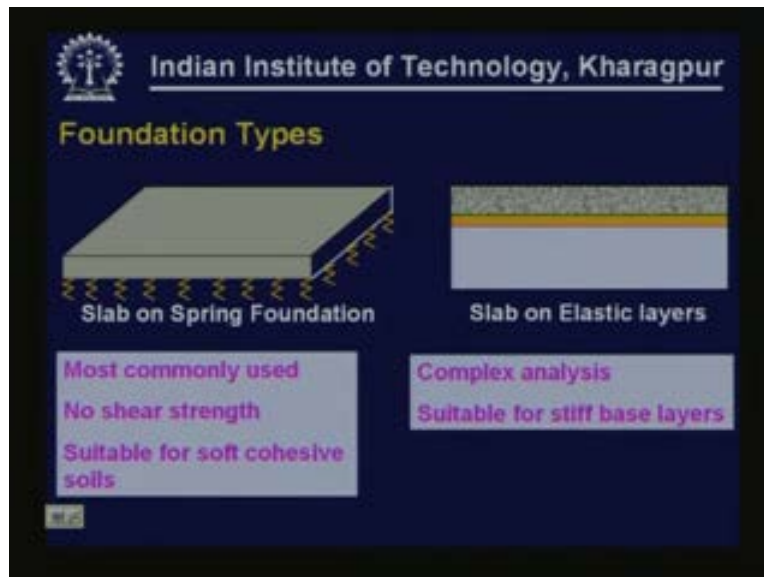 Indian Institute of Technology, Kharagpur
Foundation Types
Slab on Spring Foundation
Slab on Elastic layers
Most commonly used
No shear strength
Suitable for soft cohesive
soils
Complex analysis
Suitable for stiff base layers